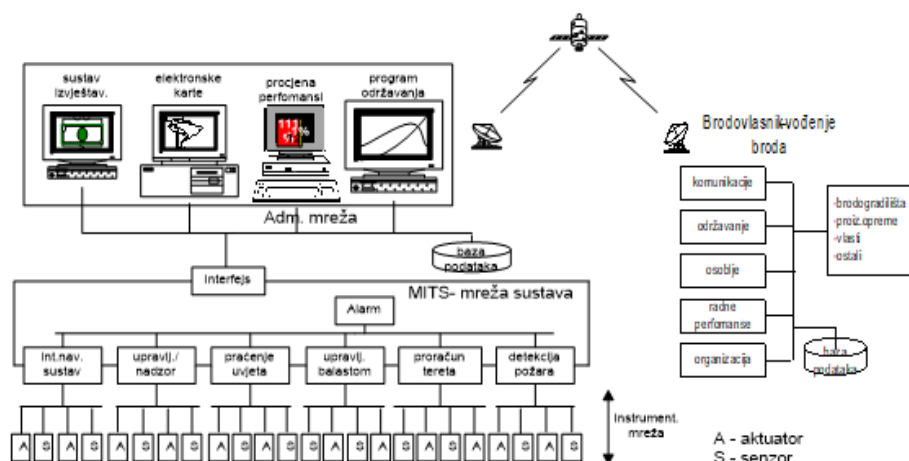 sustav
izvještav.
elektronske
karte
procjena
perfomansi
program
održavanja
Adm. mreža
baza
podataka
Interfejs
MITS- mreža sustava
Alarm
int.nav.
sustav
upravlj./
nadzor
praćenje
uvjeta
upravlj.
balastom
proračun
tereta
detekcija
požara
A S A S A S A S A S A S A S A S A S A S A S A S
Instrument.
mreža
A - aktuator
S - senzor
Brodovlasnik-vođenje
broda
komunikacije
održavanje
osoblje
radne
perfomanse
organizacija
-brodogradilišta
-proiz.opreme
-vlasti
-ostali
baza
podataka